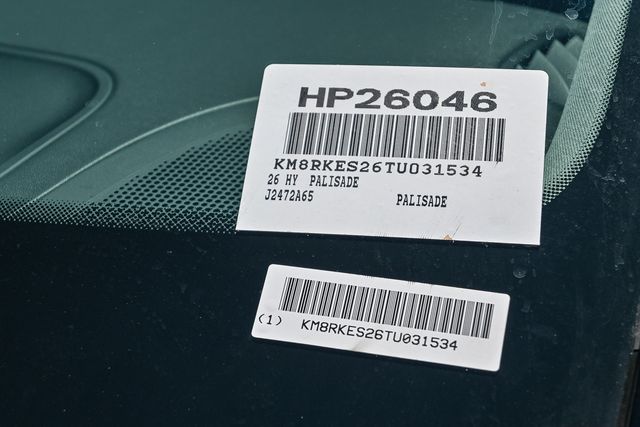 HP26046
KM8RKES26TU031534
26 HY PALISADE
J2472A65 PALISADE
(1) KM8RKES26TU031534